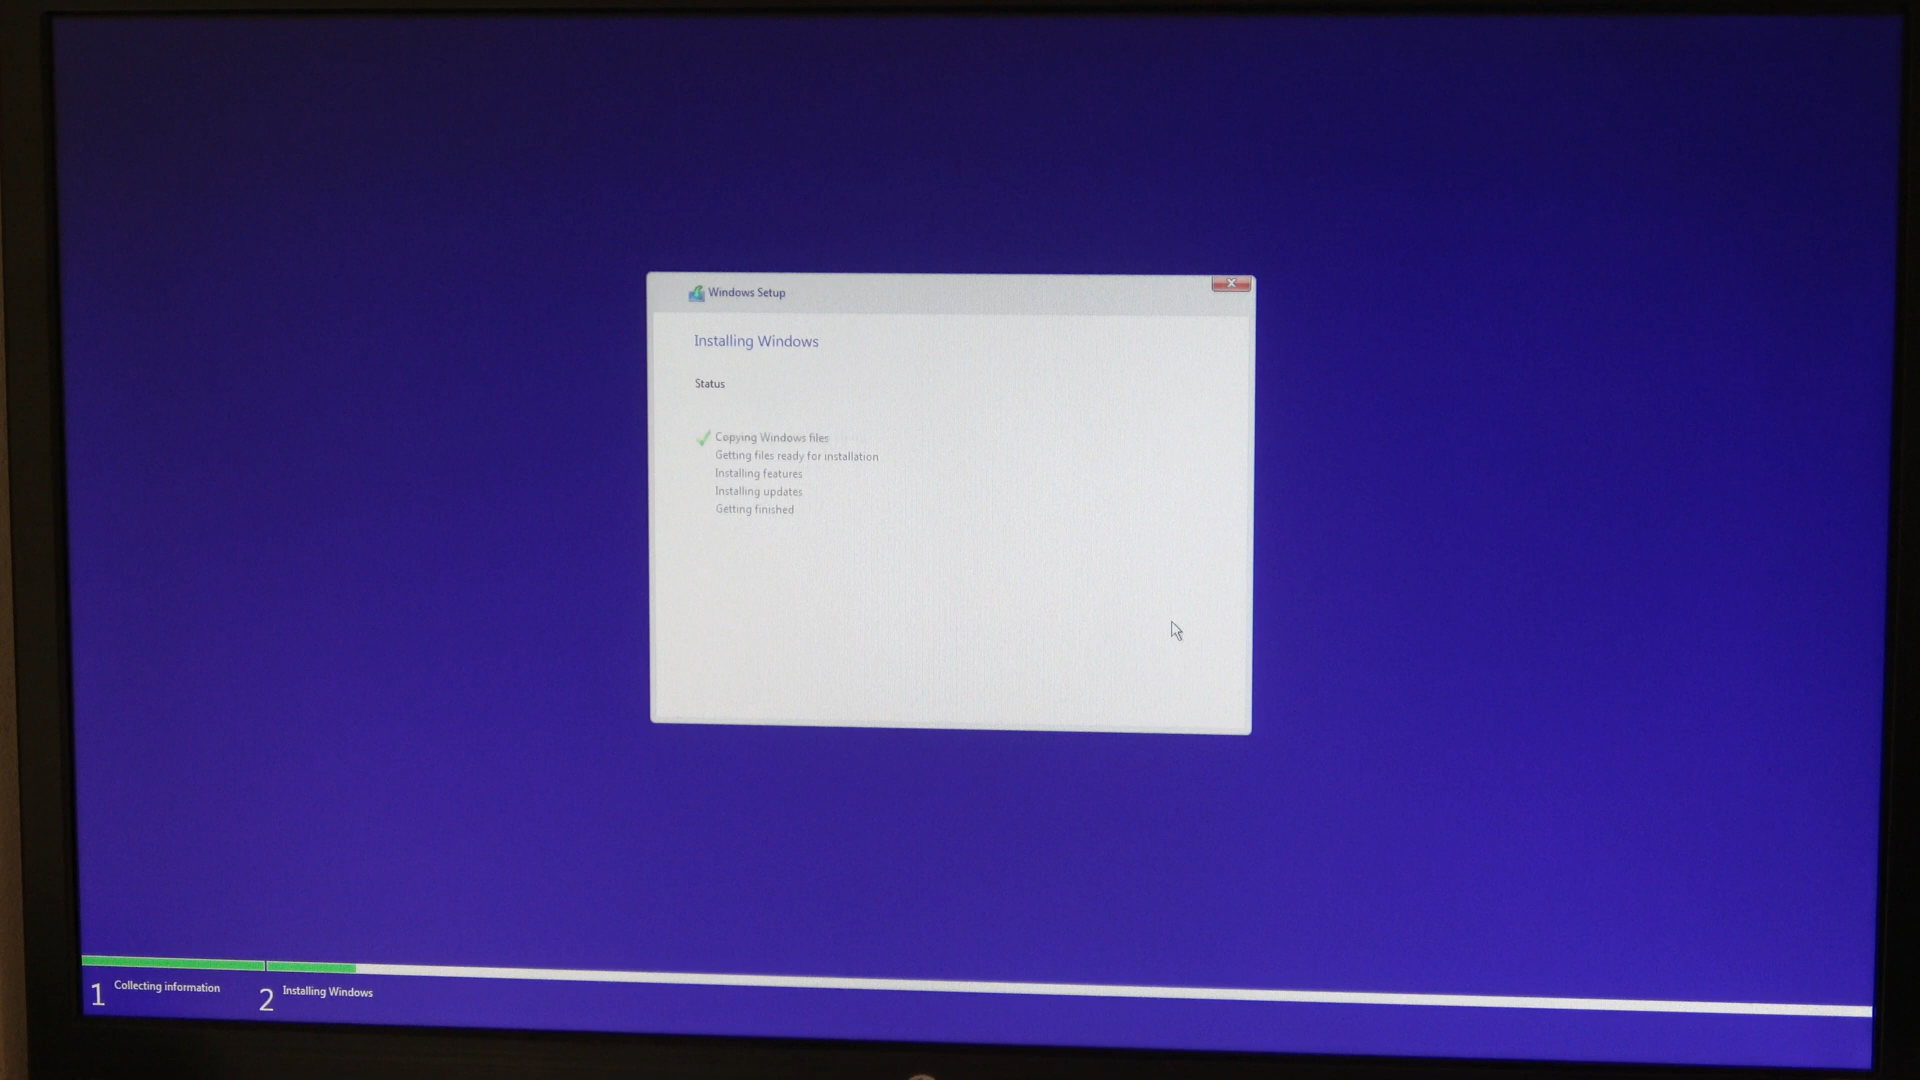 Windows Setup
Installing Windows
Status
Copying Windows files
Getting files ready for installation
Installing features
Installing updates
Getting finished
1 Collecting information
2 Installing Windows